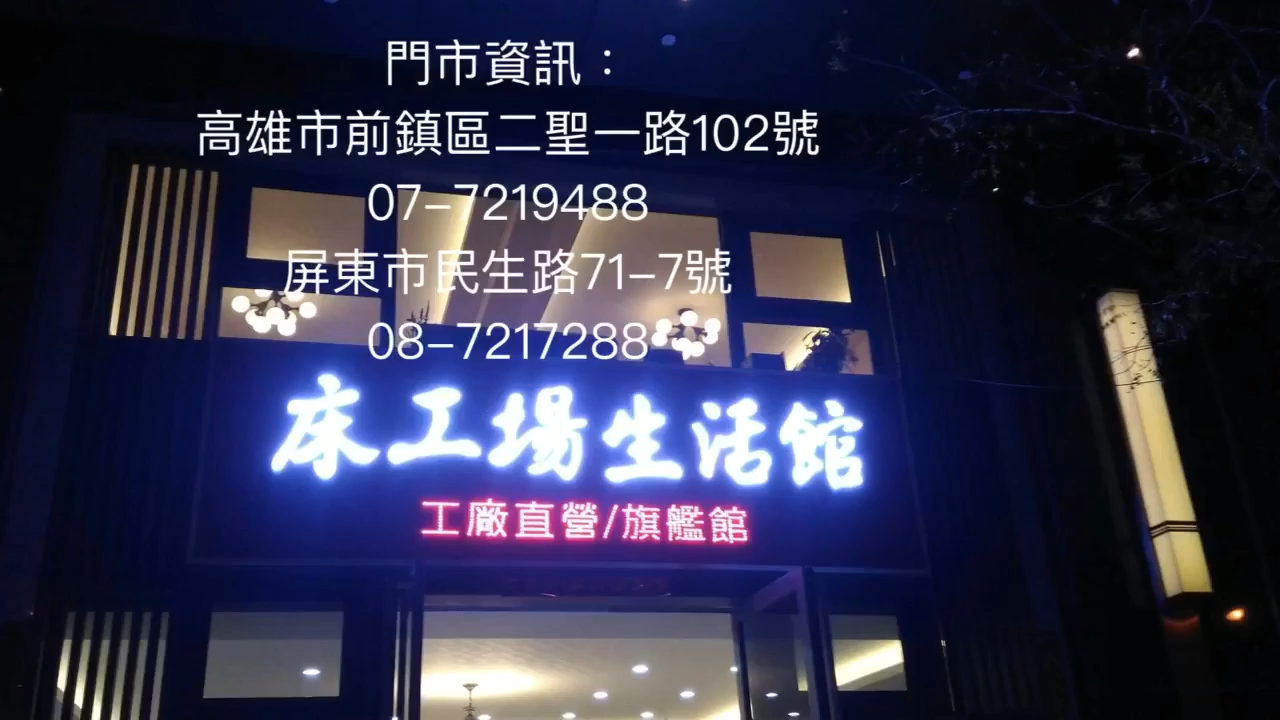 門市資訊：
高雄市前鎮區二聖一路102號
07-7219488
屏東市民生路71-7號
08-7217288
床工場生活館
工廠直營/旗艦館